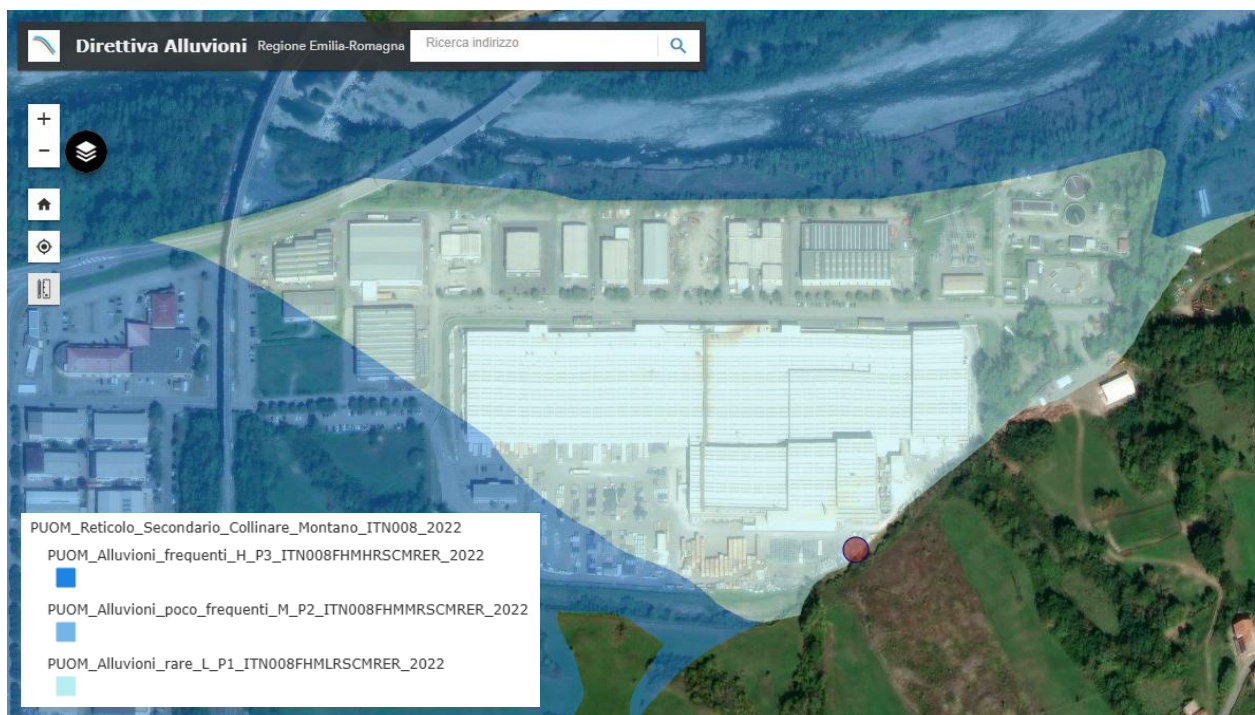 Direttiva Alluvioni Regione Emilia-Romagna Ricerca indirizzo
+
−
PUOM_Reticolo_Secondario_Collinare_Montano_ITN008_2022
PUOM_Alluvioni_frequenti_H_P3_ITN008FHMHRSCMRER_2022
PUOM_Alluvioni_poco_frequenti_M_P2_ITN008FHMMRSCMRER_2022
PUOM_Alluvioni_rare_L_P1_ITN008FHMLRSCMRER_2022